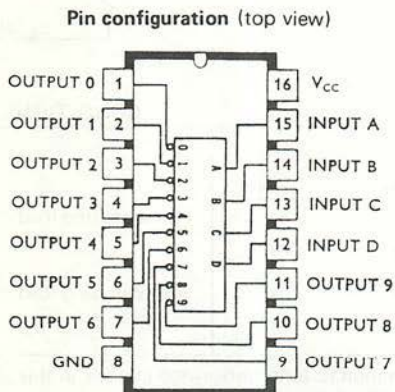 Pin configuration (top view)
OUTPUT 0 1
OUTPUT 1 2
OUTPUT 2 3
OUTPUT 3 4
OUTPUT 4 5
OUTPUT 5 6
OUTPUT 6 7
GND 8
0
1
2
3
4
5
6
7
8
9
A
B
C
D
16 VCC
15 INPUT A
14 INPUT B
13 INPUT C
12 INPUT D
11 OUTPUT 9
10 OUTPUT 8
9 OUTPUT 7